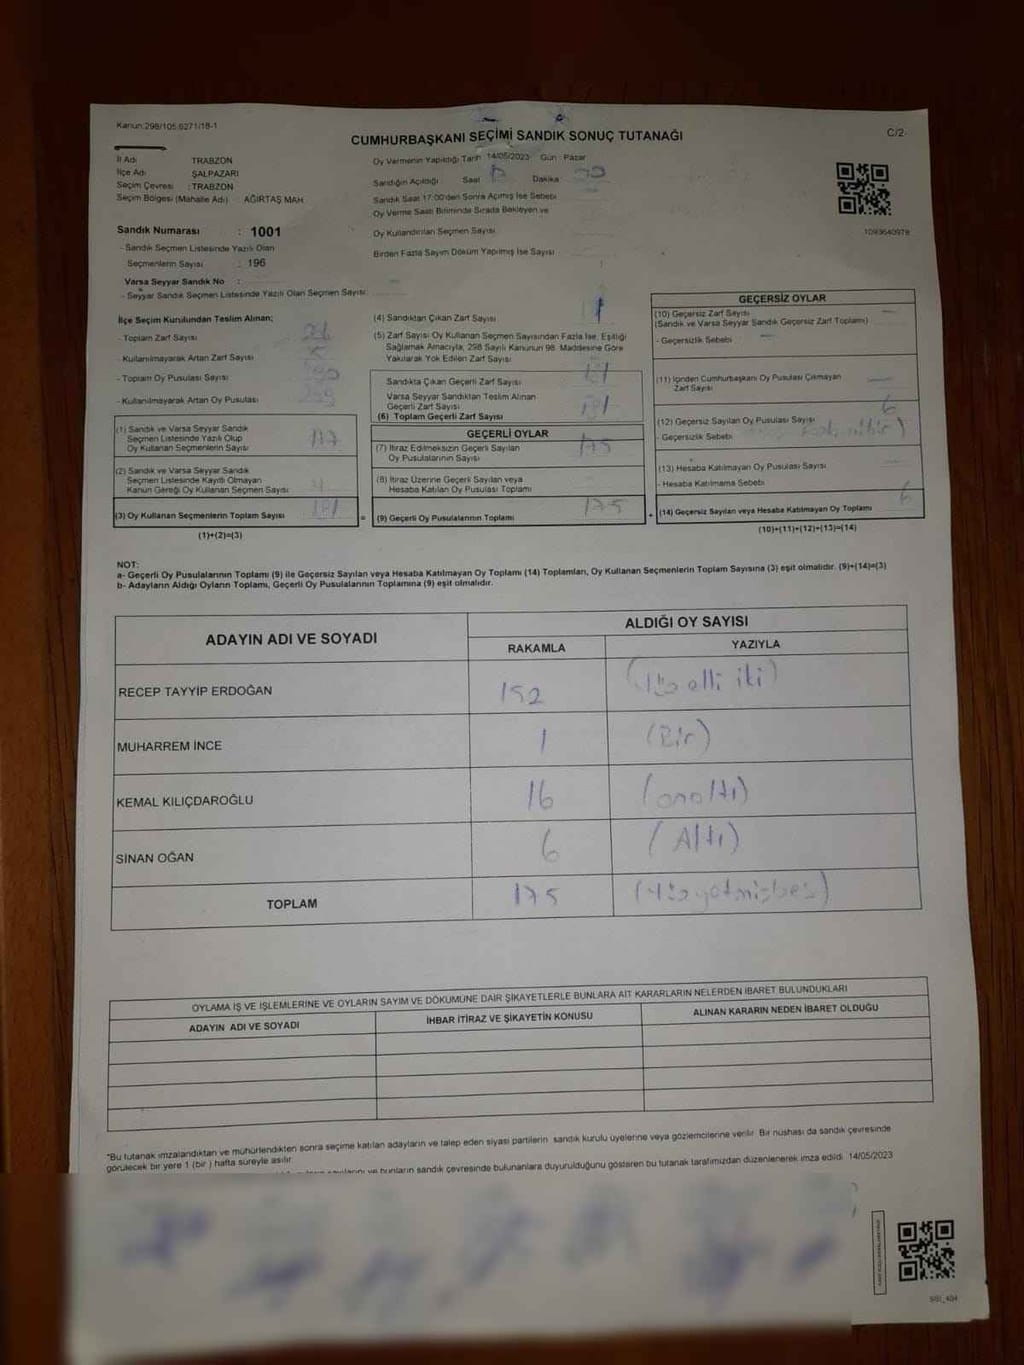 Kanun:298/105,6271/18-1
CUMHURBAŞKANI SEÇİMİ SANDIK SONUÇ TUTANAĞI
C/2-
İl Adı TRABZON
İlçe Adı ŞALPAZARI
Seçim Çevresi : TRABZON
Seçim Bölgesi (Mahalle Adı) : AĞIRTAŞ MAH.
Oy Vermenin Yapıldığı Tarih 14/05/2023 Gün Pazar
Sandığın Açıldığı : Saat Dakika
Sandık Saat 17:00'den Sonra Açımış İse Sebebi
Oy Verme Saati Bitiminde Sırada Bekleyen ve
Oy Kullandırılan Seçmen Sayısı
Birden Fazla Sayım Döküm Yapılmış İse Sayısı
1093640978
Sandık Numarası : 1001
- Sandık Seçmen Listesinde Yazılı Olan
Seçmenlerin Sayısı : 196
Varsa Seyyar Sandık No :
- Seyyar Sandık Seçmen Listesinde Yazılı Olan Seçmen Sayısı
İlçe Seçim Kurulundan Teslim Alınan;
- Toplam Zarf Sayısı
- Kullanılmayarak Artan Zarf Sayısı
- Toplam Oy Pusulası Sayısı
- Kullanılmayarak Artan Oy Pusulası
(1) Sandık ve Varsa Seyyar Sandık
Seçmen Listesinde Yazılı Olup
Oy Kullanan Seçmenlerin Sayısı 177
(2) Sandık ve Varsa Seyyar Sandık
Seçmen Listesinde Kayıtlı Olmayan
Kanun Gereği Oy Kullanan Seçmen Sayısı 4
(3) Oy Kullanan Seçmenlerin Toplam Sayısı 181
(1)+(2)=(3)
(4) Sandıktan Çıkan Zarf Sayısı
(5) Zarf Sayısı Oy Kullanan Seçmen Sayısından Fazla İse, Eşitliği
Sağlamak Amacıyla, 298 Sayılı Kanunun 98. Maddesine Göre
Yakılarak Yok Edilen Zarf Sayısı
Sandıkta Çıkan Geçerli Zarf Sayısı 181
Varsa Seyyar Sandıktan Teslim Alınan
Geçerli Zarf Sayısı
(6) Toplam Geçerli Zarf Sayısı 181
GEÇERLİ OYLAR
(7) İtiraz Edilmeksizin Geçerli Sayılan
Oy Pusulalarının Sayısı 175
(8) İtiraz Üzerine Geçerli Sayılan veya
Hesaba Katılan Oy Pusulası Toplamı
= (9) Geçerli Oy Pusulalarının Toplamı 175
GEÇERSİZ OYLAR
(10) Geçersiz Zarf Sayısı
(Sandık ve Varsa Seyyar Sandık Geçersiz Zarf Toplamı)
- Geçersizlik Sebebi
(11) İçinden Cumhurbaşkanı Oy Pusulası Çıkmayan
Zarf Sayısı
(12) Geçersiz Sayılan Oy Pusulası Sayısı 6
- Geçersizlik Sebebi
(13) Hesaba Katılmayan Oy Pusulası Sayısı
- Hesaba Katılmama Sebebi
+ (14) Geçersiz Sayılan veya Hesaba Katılmayan Oy Toplamı 6
(10)+(11)+(12)+(13)=(14)
NOT:
a- Geçerli Oy Pusulalarının Toplamı (9) ile Geçersiz Sayılan veya Hesaba Katılmayan Oy Toplamı (14) Toplamları, Oy Kullanan Seçmenlerin Toplam Sayısına (3) eşit olmalıdır. (9)+(14)=(3)
b- Adayların Aldığı Oyların Toplamı, Geçerli Oy Pusulalarının Toplamına (9) eşit olmalıdır.
ADAYIN ADI VE SOYADI
ALDIĞI OY SAYISI
RAKAMLA YAZIYLA
RECEP TAYYİP ERDOĞAN 152 (Yüz elli iki)
MUHARREM İNCE 1 (Bir)
KEMAL KILIÇDAROĞLU 16 (onaltı)
SİNAN OĞAN 6 (Altı)
TOPLAM 175 (Yüzyetmişbeş)
OYLAMA İŞ VE İŞLEMLERİNE VE OYLARIN SAYIM VE DÖKÜMÜNE DAİR ŞİKAYETLERLE BUNLARA AİT KARARLARIN NELERDEN İBARET BULUNDUKLARI
ADAYIN ADI VE SOYADI İHBAR İTİRAZ VE ŞİKAYETİN KONUSU ALINAN KARARIN NEDEN İBARET OLDUĞU
*Bu tutanak imzalandıktan ve mühürlendikten sonra seçime katılan adayların ve talep eden siyasi partilerin sandık kurulu üyelerine veya gözlemcilerine verilir. Bir nüshası da sandık çevresinde
görülecek bir yere 1 (bir ) hafta süreyle asılır.
ve bunların sandık çevresinde bulunanlara duyurulduğunu gösteren bu tutanak tarafımızdan düzenlenerek imza edildi. 14/05/2023